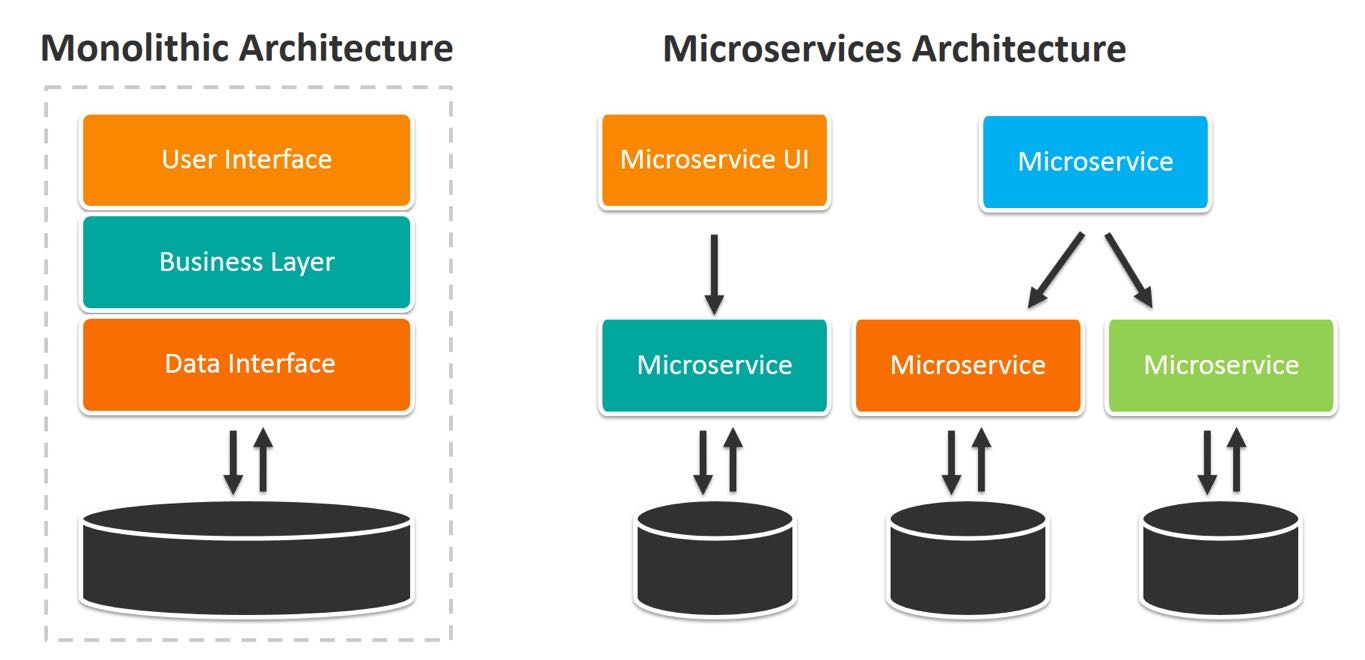 Monolithic Architecture
User Interface
Business Layer
Data Interface
Microservices Architecture
Microservice UI
Microservice
Microservice
Microservice
Microservice